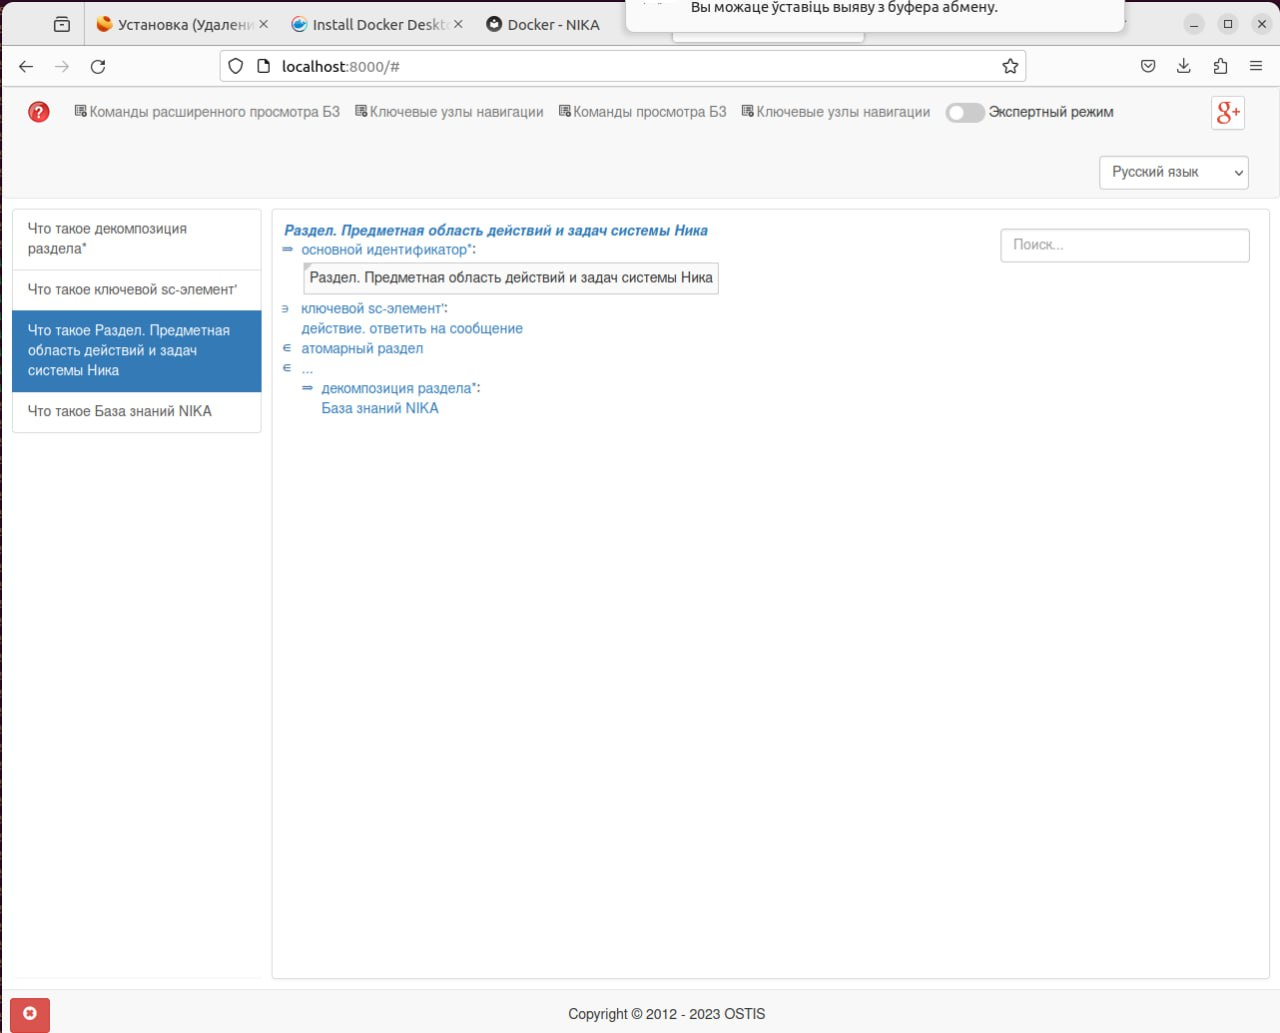 Вы можаце ўставіць выяву з буфера абмену.
Установка (Удалени
Install Docker Deskt
Docker - NIKA
localhost:8000/#
Команды расширенного просмотра БЗ
Ключевые узлы навигации
Команды просмотра БЗ
Ключевые узлы навигации
Экспертный режим
g+
Русский язык
Что такое декомпозиция
раздела*
Что такое ключевой sc-элемент'
Что такое Раздел. Предметная
область действий и задач
системы Ника
Что такое База знаний NIKA
Раздел. Предметная область действий и задач системы Ника
⇒ основной идентификатор*:
Раздел. Предметная область действий и задач системы Ника
∋ ключевой sc-элемент':
действие. ответить на сообщение
∈ атомарный раздел
∈ ...
⇒ декомпозиция раздела*:
База знаний NIKA
Поиск...
Copyright © 2012 - 2023 OSTIS